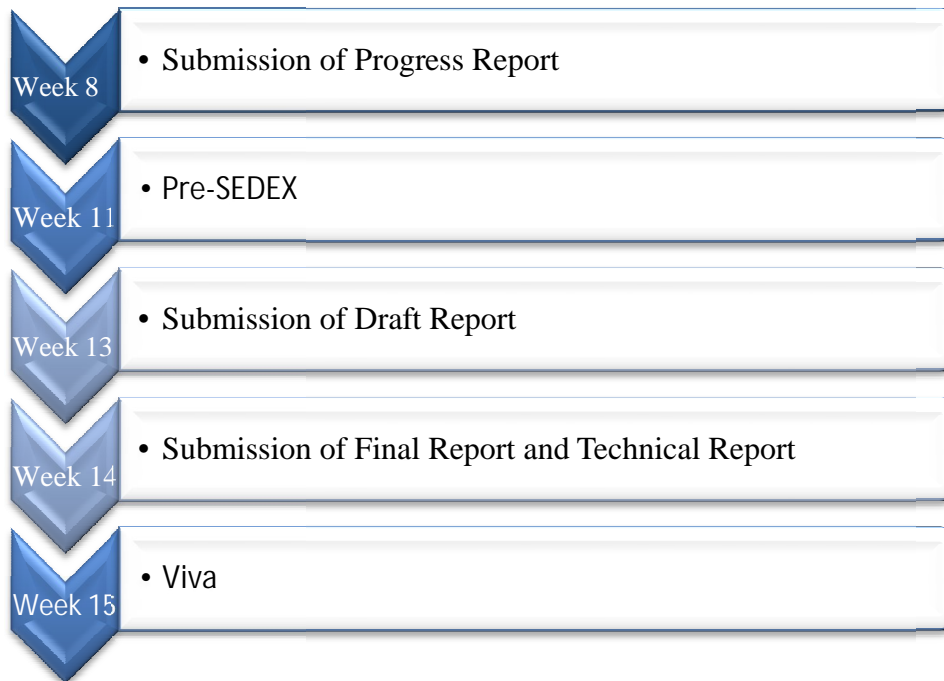 Week 8
• Submission of Progress Report
Week 11
• Pre-SEDEX
Week 13
• Submission of Draft Report
Week 14
• Submission of Final Report and Technical Report
Week 15
• Viva